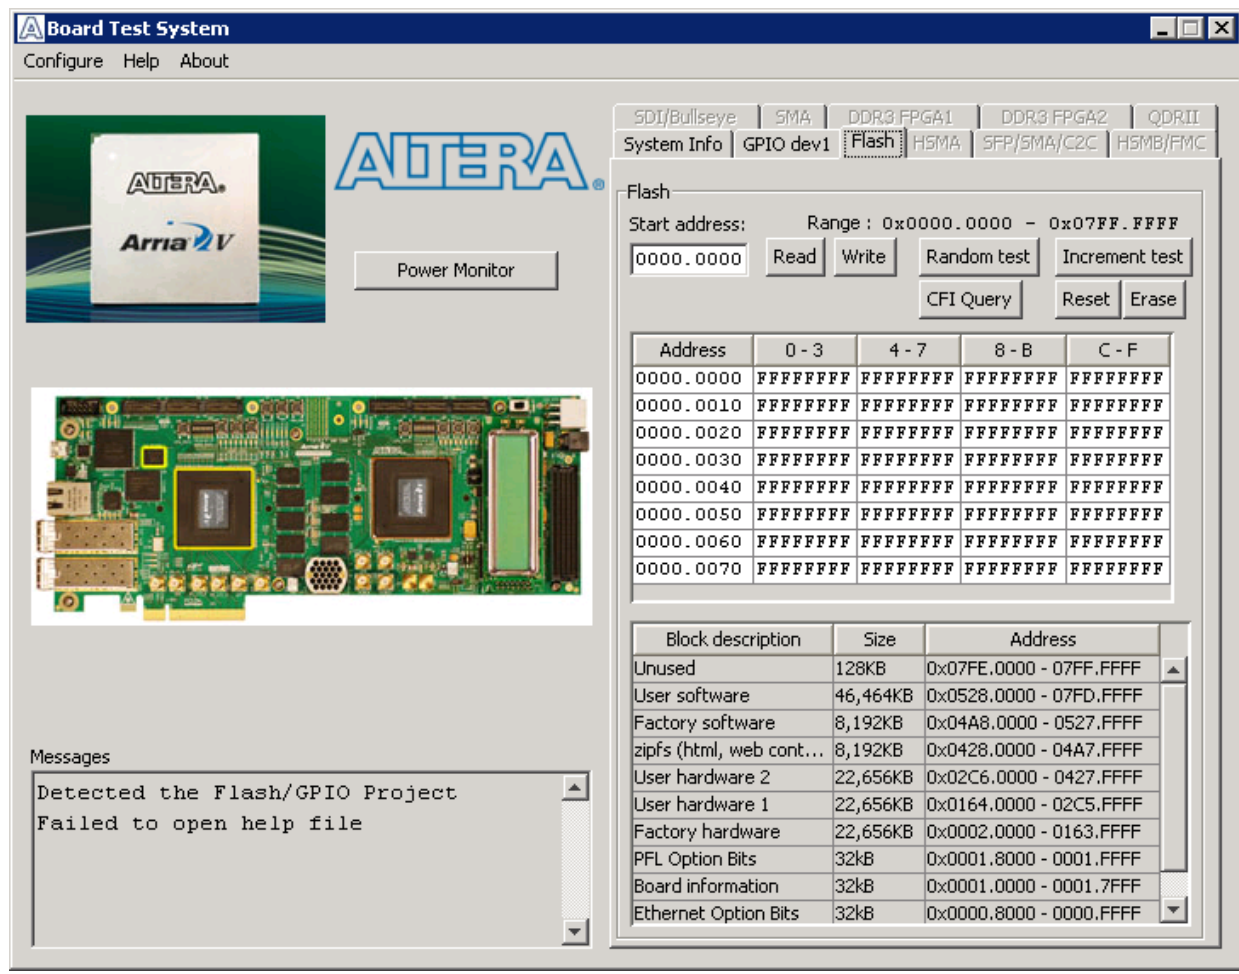 Board Test System
Configure Help About
SDI/Bullseye SMA DDR3 FPGA1 DDR3 FPGA2 QDRII
System Info GPIO dev1 Flash HSMA SFP/SMA/C2C HSMB/FMC
ALTERA®
ALTERA®
Arria V
Power Monitor
Flash
Start address: Range : 0x0000.0000 - 0x07FF.FFFF
0000.0000 Read Write Random test Increment test
CFI Query Reset Erase
Address 0 - 3 4 - 7 8 - B C - F
0000.0000 FFFFFFFF FFFFFFFF FFFFFFFF FFFFFFFF
0000.0010 FFFFFFFF FFFFFFFF FFFFFFFF FFFFFFFF
0000.0020 FFFFFFFF FFFFFFFF FFFFFFFF FFFFFFFF
0000.0030 FFFFFFFF FFFFFFFF FFFFFFFF FFFFFFFF
0000.0040 FFFFFFFF FFFFFFFF FFFFFFFF FFFFFFFF
0000.0050 FFFFFFFF FFFFFFFF FFFFFFFF FFFFFFFF
0000.0060 FFFFFFFF FFFFFFFF FFFFFFFF FFFFFFFF
0000.0070 FFFFFFFF FFFFFFFF FFFFFFFF FFFFFFFF
Block description Size Address
Unused 128KB 0x07FE.0000 - 07FF.FFFF
User software 46,464KB 0x0528.0000 - 07FD.FFFF
Factory software 8,192KB 0x04A8.0000 - 0527.FFFF
zipfs (html, web cont... 8,192KB 0x0428.0000 - 04A7.FFFF
User hardware 2 22,656KB 0x02C6.0000 - 0427.FFFF
User hardware 1 22,656KB 0x0164.0000 - 02C5.FFFF
Factory hardware 22,656KB 0x0002.0000 - 0163.FFFF
PFL Option Bits 32kB 0x0001.8000 - 0001.FFFF
Board information 32kB 0x0001.0000 - 0001.7FFF
Ethernet Option Bits 32kB 0x0000.8000 - 0000.FFFF
Messages
Detected the Flash/GPIO Project
Failed to open help file